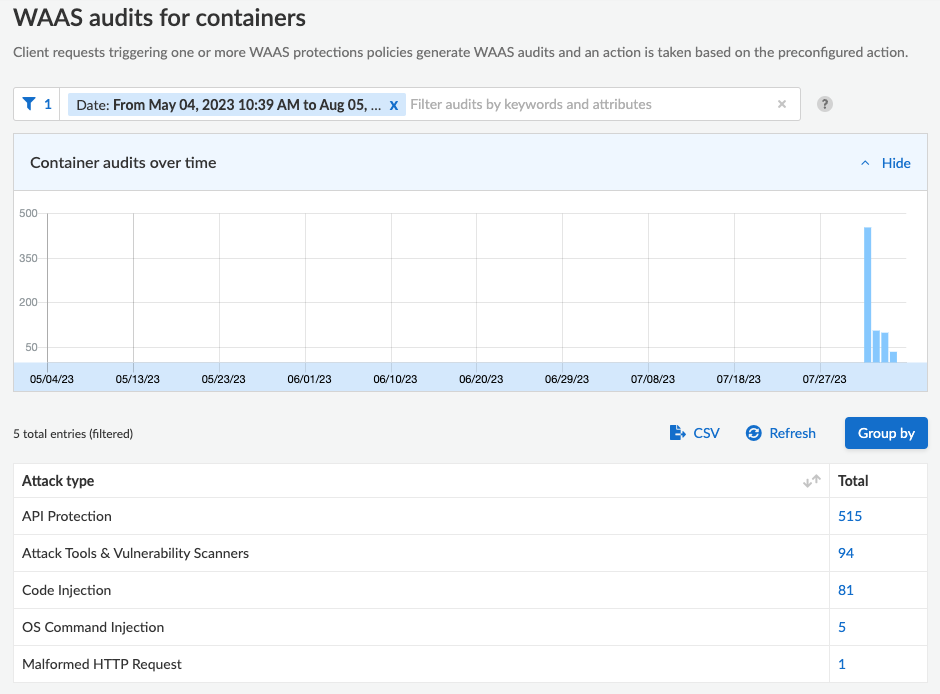 WAAS audits for containers
Client requests triggering one or more WAAS protections policies generate WAAS audits and an action is taken based on the preconfigured action.
1 Date: From May 04, 2023 10:39 AM to Aug 05, ... x Filter audits by keywords and attributes × ?
Container audits over time Hide
500
350
200
50
05/04/23 05/13/23 05/23/23 06/01/23 06/10/23 06/20/23 06/29/23 07/08/23 07/18/23 07/27/23
5 total entries (filtered) CSV Refresh Group by
Attack type Total
API Protection 515
Attack Tools & Vulnerability Scanners 94
Code Injection 81
OS Command Injection 5
Malformed HTTP Request 1